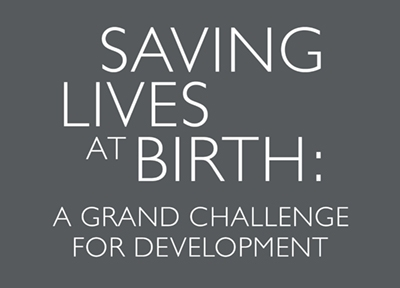 SAVING
LIVES
AT BIRTH:
A GRAND CHALLENGE
FOR DEVELOPMENT